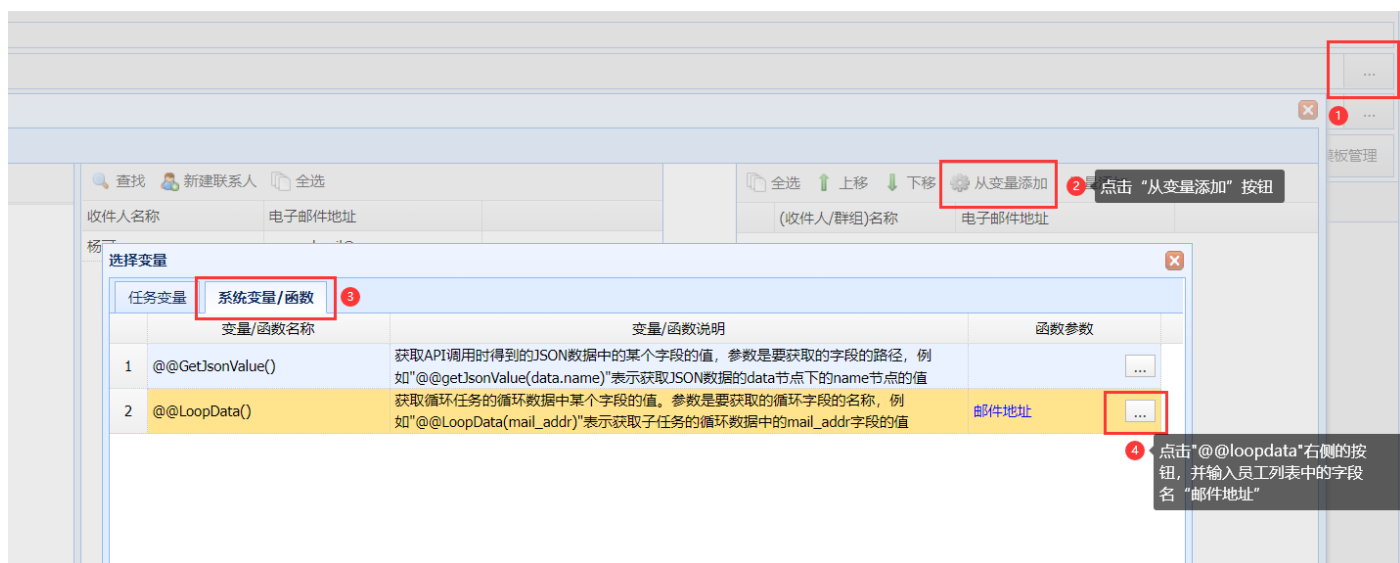 ...
1 ...
模板管理
查找 新建联系人 全选
全选 上移 下移 从变量添加
2 点击“从变量添加”按钮
收件人名称 电子邮件地址
(收件人/群组)名称 电子邮件地址
杨
选择变量
任务变量 系统变量/函数 3
变量/函数名称 变量/函数说明 函数参数
1 @@GetJsonValue() 获取API调用时得到的JSON数据中的某个字段的值，参数是要获取的字段的路径，例 ...
如"@@getJsonValue(data.name)"表示获取JSON数据的data节点下的name节点的值
2 @@LoopData() 获取循环任务的循环数据中某个字段的值。参数是要获取的循环字段的名称，例 邮件地址 ...
如"@@LoopData(mail_addr)"表示获取子任务的循环数据中的mail_addr字段的值
4 点击"@@loopdata"右侧的按
钮，并输入员工列表中的字段
名“邮件地址”